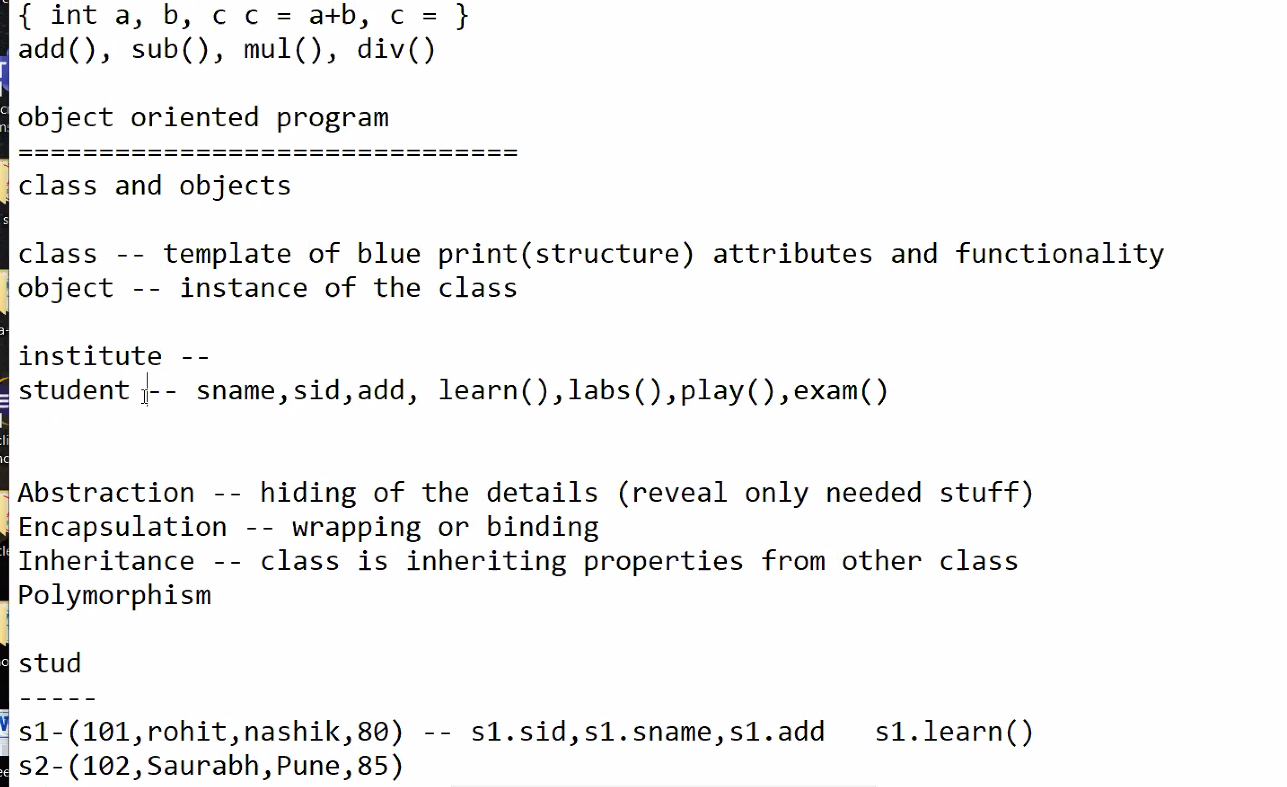 { int a, b, c c = a+b, c = }
add(), sub(), mul(), div()
object oriented program
===============================
class and objects
class -- template of blue print(structure) attributes and functionality
object -- instance of the class
institute --
student -- sname,sid,add, learn(),labs(),play(),exam()
Abstraction -- hiding of the details (reveal only needed stuff)
Encapsulation -- wrapping or binding
Inheritance -- class is inheriting properties from other class
Polymorphism
stud
-----
s1-(101,rohit,nashik,80) -- s1.sid,s1.sname,s1.add   s1.learn()
s2-(102,Saurabh,Pune,85)